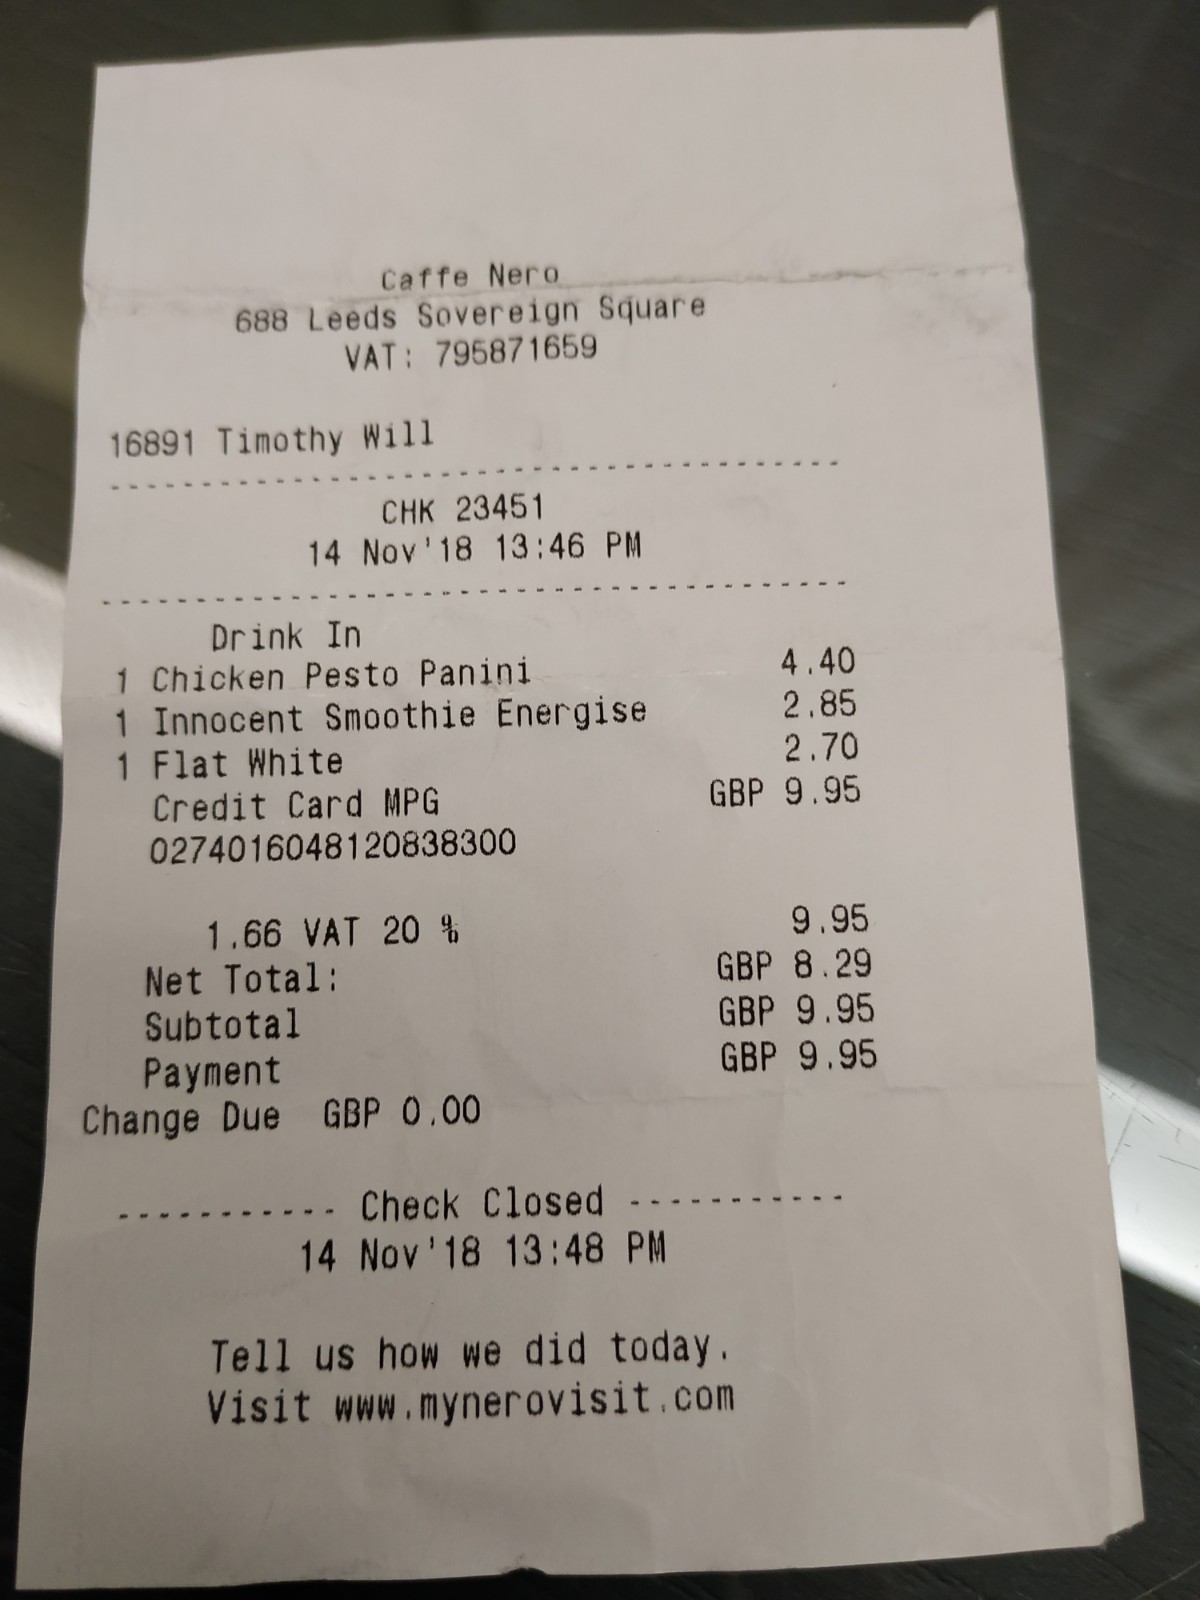 Caffe Nero
688 Leeds Sovereign Square
VAT: 795871659
16891 Timothy Will
----------------------------------------
CHK 23451
14 Nov'18 13:46 PM
----------------------------------------
Drink In
1 Chicken Pesto Panini 4.40
1 Innocent Smoothie Energise 2.85
1 Flat White 2.70
Credit Card MPG GBP 9.95
0274016048120838300
1.66 VAT 20 % 9.95
Net Total: GBP 8.29
Subtotal GBP 9.95
Payment GBP 9.95
Change Due GBP 0.00
----------- Check Closed -----------
14 Nov'18 13:48 PM
Tell us how we did today.
Visit www.mynerovisit.com